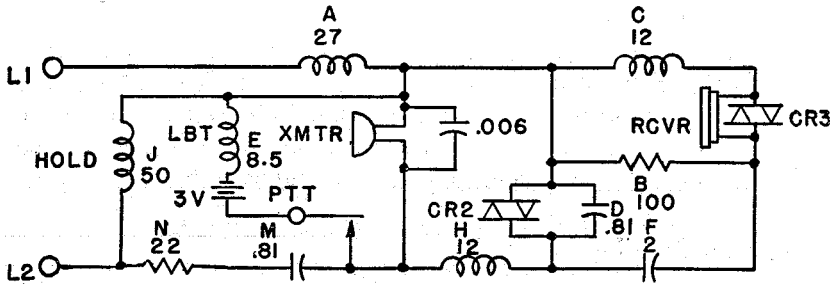 A
27
C
12
L1
LBT
E
8.5
XMTR
.006
RCVR
CR3
HOLD
J
50
3V
PTT
B
100
CR2
D
.81
N
22
M
.81
H
12
F
2
L2